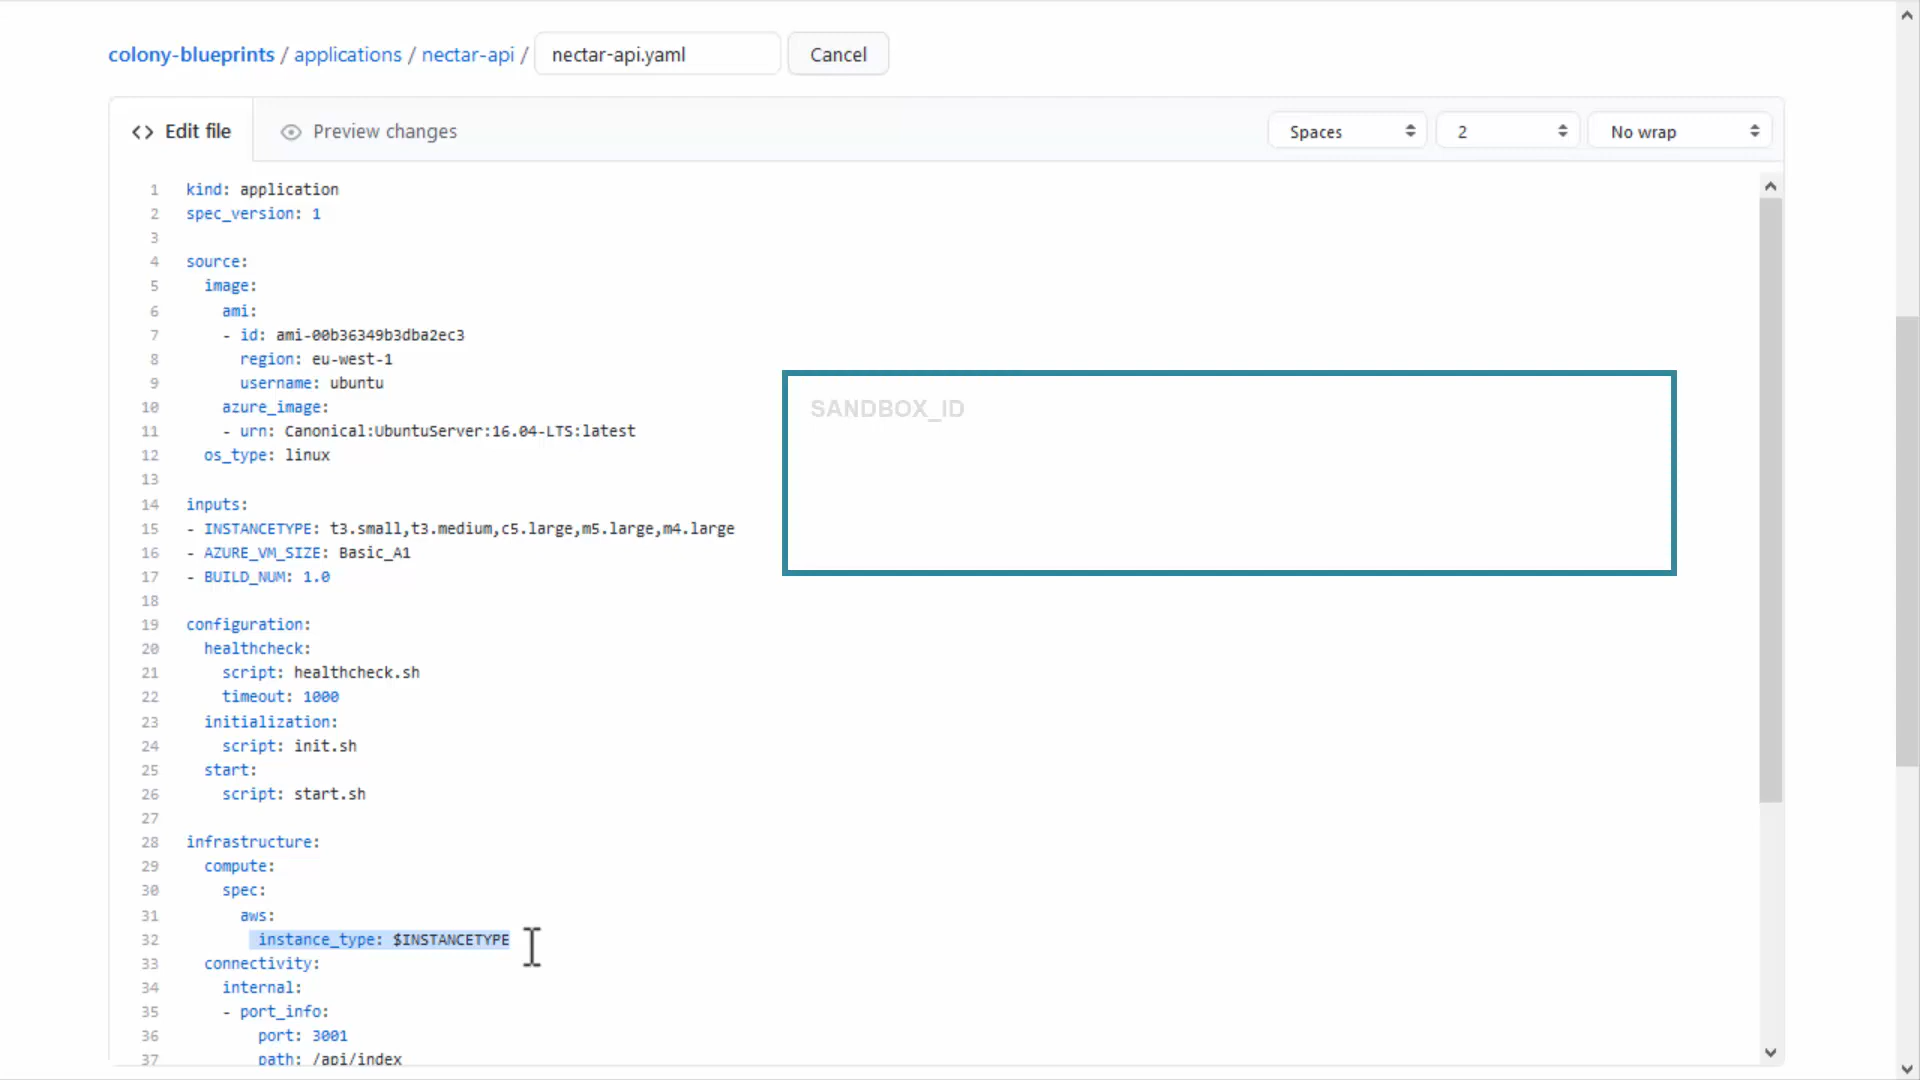 colony-blueprints / applications / nectar-api / nectar-api.yaml Cancel
<> Edit file Preview changes Spaces 2 No wrap
1 kind: application
2 spec_version: 1
3
4 source:
5 image:
6 ami:
7 - id: ami-00b36349b3dba2ec3
8 region: eu-west-1
9 username: ubuntu
10 azure_image:
11 - urn: Canonical:UbuntuServer:16.04-LTS:latest
12 os_type: linux
13
14 inputs:
15 - INSTANCETYPE: t3.small,t3.medium,c5.large,m5.large,m4.large
16 - AZURE_VM_SIZE: Basic_A1
17 - BUILD_NUM: 1.0
18
19 configuration:
20 healthcheck:
21 script: healthcheck.sh
22 timeout: 1000
23 initialization:
24 script: init.sh
25 start:
26 script: start.sh
27
28 infrastructure:
29 compute:
30 spec:
31 aws:
32 instance_type: $INSTANCETYPE
33 connectivity:
34 internal:
35 - port_info:
36 port: 3001
37 path: /api/index
SANDBOX_ID